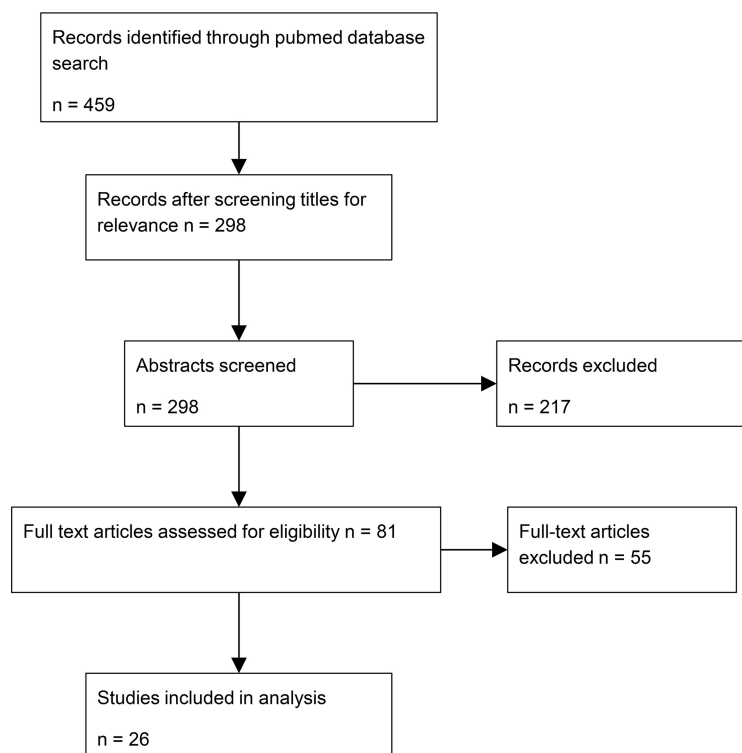 Records identified through pubmed database
search
n = 459
Records after screening titles for
relevance n = 298
Abstracts screened
n = 298
Records excluded
n = 217
Full text articles assessed for eligibility n = 81
Full-text articles
excluded n = 55
Studies included in analysis
n = 26